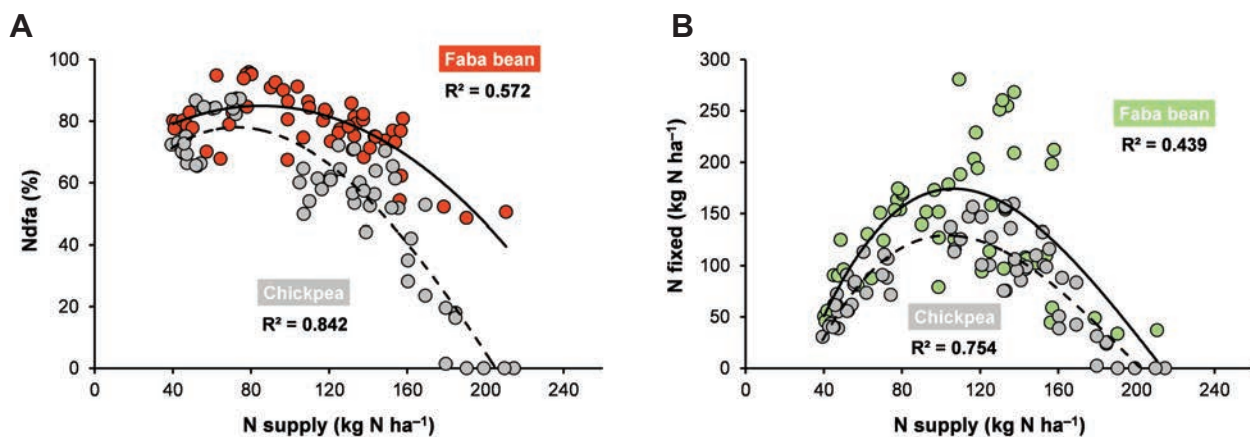 A
100
80
60
40
20
0
Ndfa (%)
Faba bean
R² = 0.572
Chickpea
R² = 0.842
0 40 80 120 160 200 240
N supply (kg N ha⁻¹)
B
300
250
200
150
100
50
0
N fixed (kg N ha⁻¹)
Faba bean
R² = 0.439
Chickpea
R² = 0.754
0 40 80 120 160 200 240
N supply (kg N ha⁻¹)